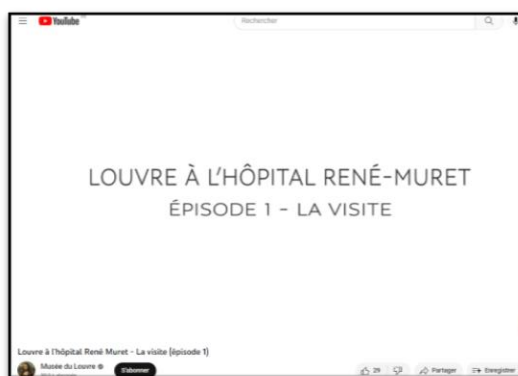 YouTube
Rechercher
LOUVRE À L'HÔPITAL RENÉ-MURET
ÉPISODE 1 – LA VISITE
Louvre à l'hôpital René Muret - La visite (épisode 1)
Musée du Louvre
S'abonner
29
Partager
Enregistrer